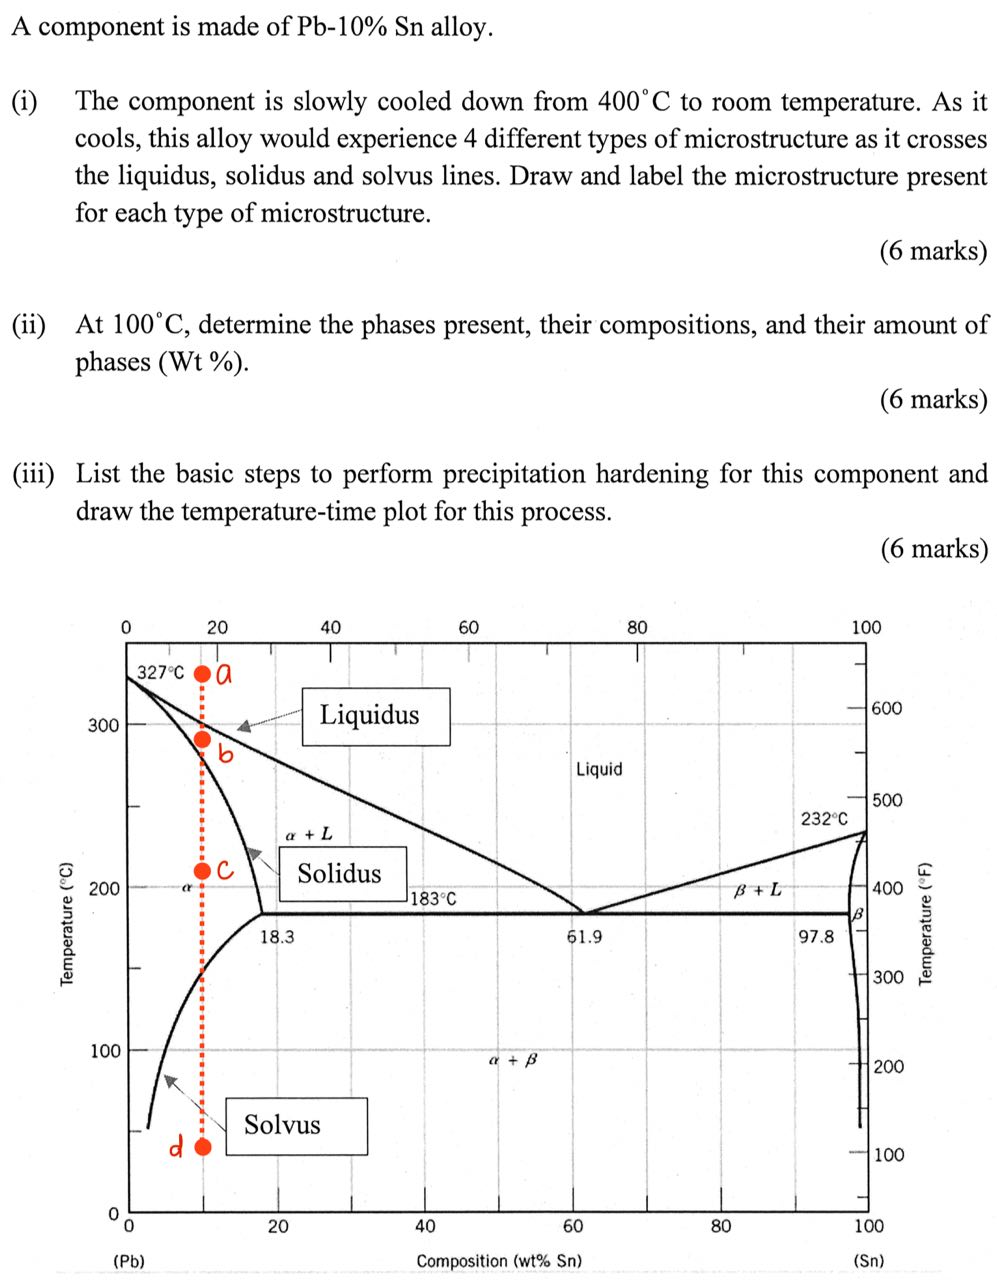 A component is made of Pb-10% Sn alloy.
(i) The component is slowly cooled down from 400°C to room temperature. As it
cools, this alloy would experience 4 different types of microstructure as it crosses
the liquidus, solidus and solvus lines. Draw and label the microstructure present
for each type of microstructure.
(6 marks)
(ii) At 100°C, determine the phases present, their compositions, and their amount of
phases (Wt %).
(6 marks)
(iii) List the basic steps to perform precipitation hardening for this component and
draw the temperature-time plot for this process.
(6 marks)
0 20 40 60 80 100
327°C a
Liquidus
600
300
b
Liquid
500
232°C
α + L
Solidus
c
α
200
400
β + L
183°C
β
18.3 61.9 97.8
Temperature (°C)
Temperature (°F)
300
100
α + β
200
Solvus
d
100
0
0 20 40 60 80 100
(Pb) Composition (wt% Sn) (Sn)